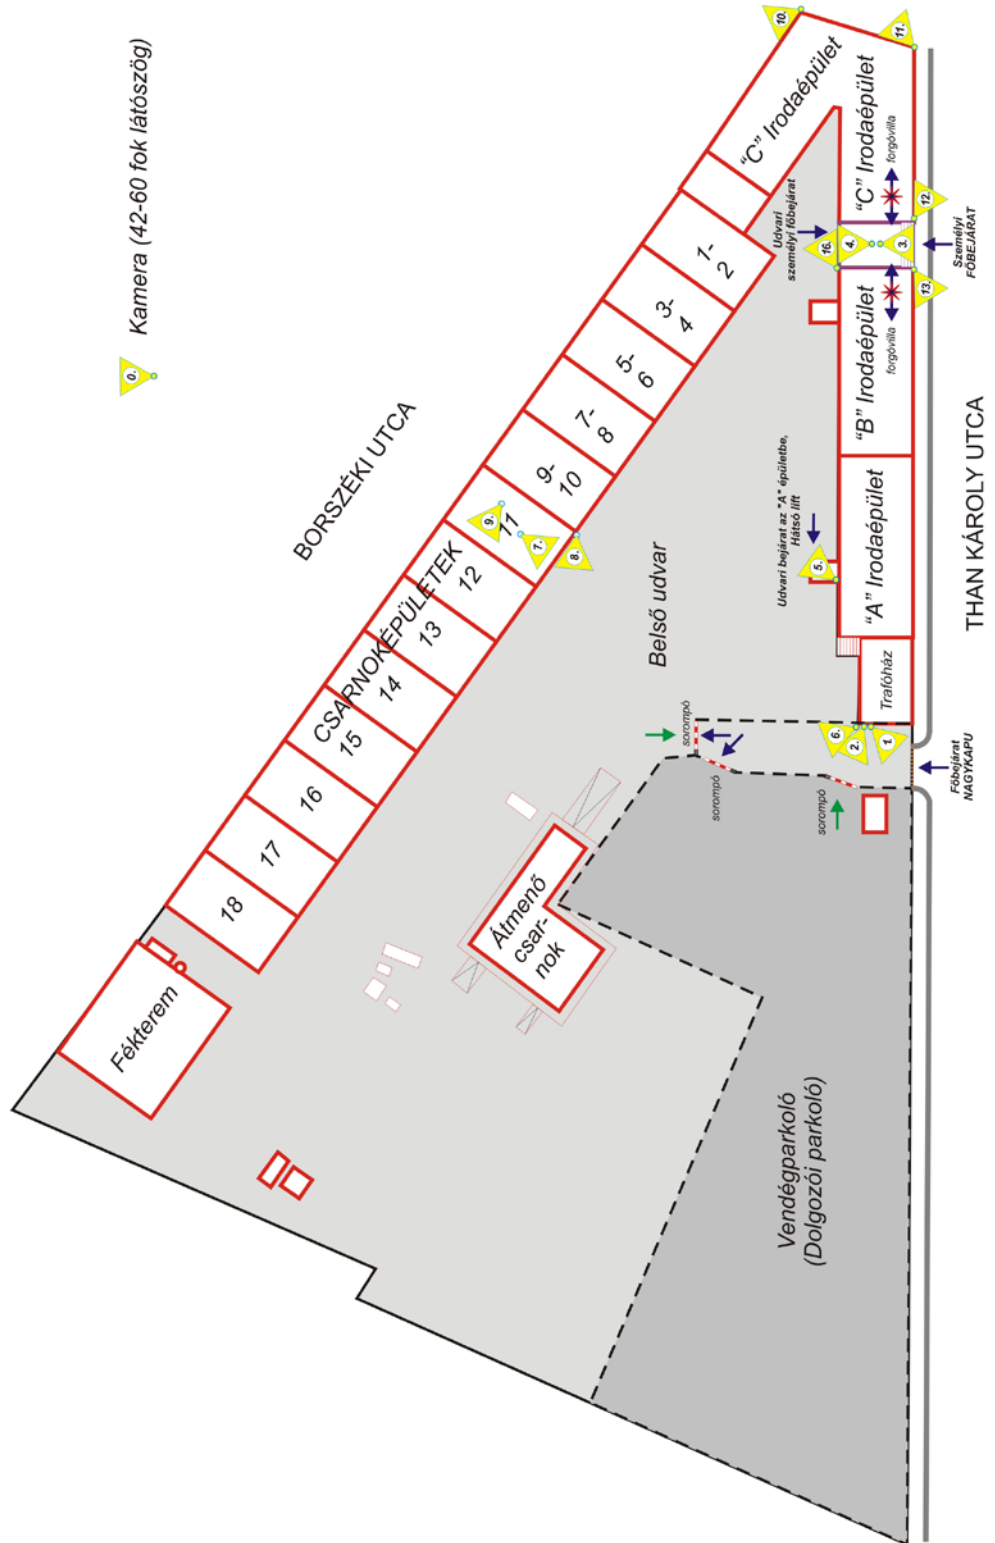 0.
Kamera (42-60 fok látószög)
BORSZÉKI UTCA
10.
11.
"C" Irodaépület
"C" Irodaépület
forgóvilla
12.
Udvari
személyi főbejárat
16.
4.
3.
Személyi
FŐBEJÁRAT
13.
"B" Irodaépület
forgóvilla
1-
2
3-
4
5-
6
7-
8
9-
10
11
9.
7.
8.
CSARNOKÉPÜLETEK
12
13
14
15
16
17
18
Fékterem
Udvari bejárat az "A" épületbe,
Hátsó lift
5.
"A" Irodaépület
Trafóház
THAN KÁROLY UTCA
Belső udvar
sorompó
sorompó
sorompó
6.
2.
1.
Főbejárat
NAGYKAPU
Átmenő
csar-
nok
Vendégparkoló
(Dolgozói parkoló)